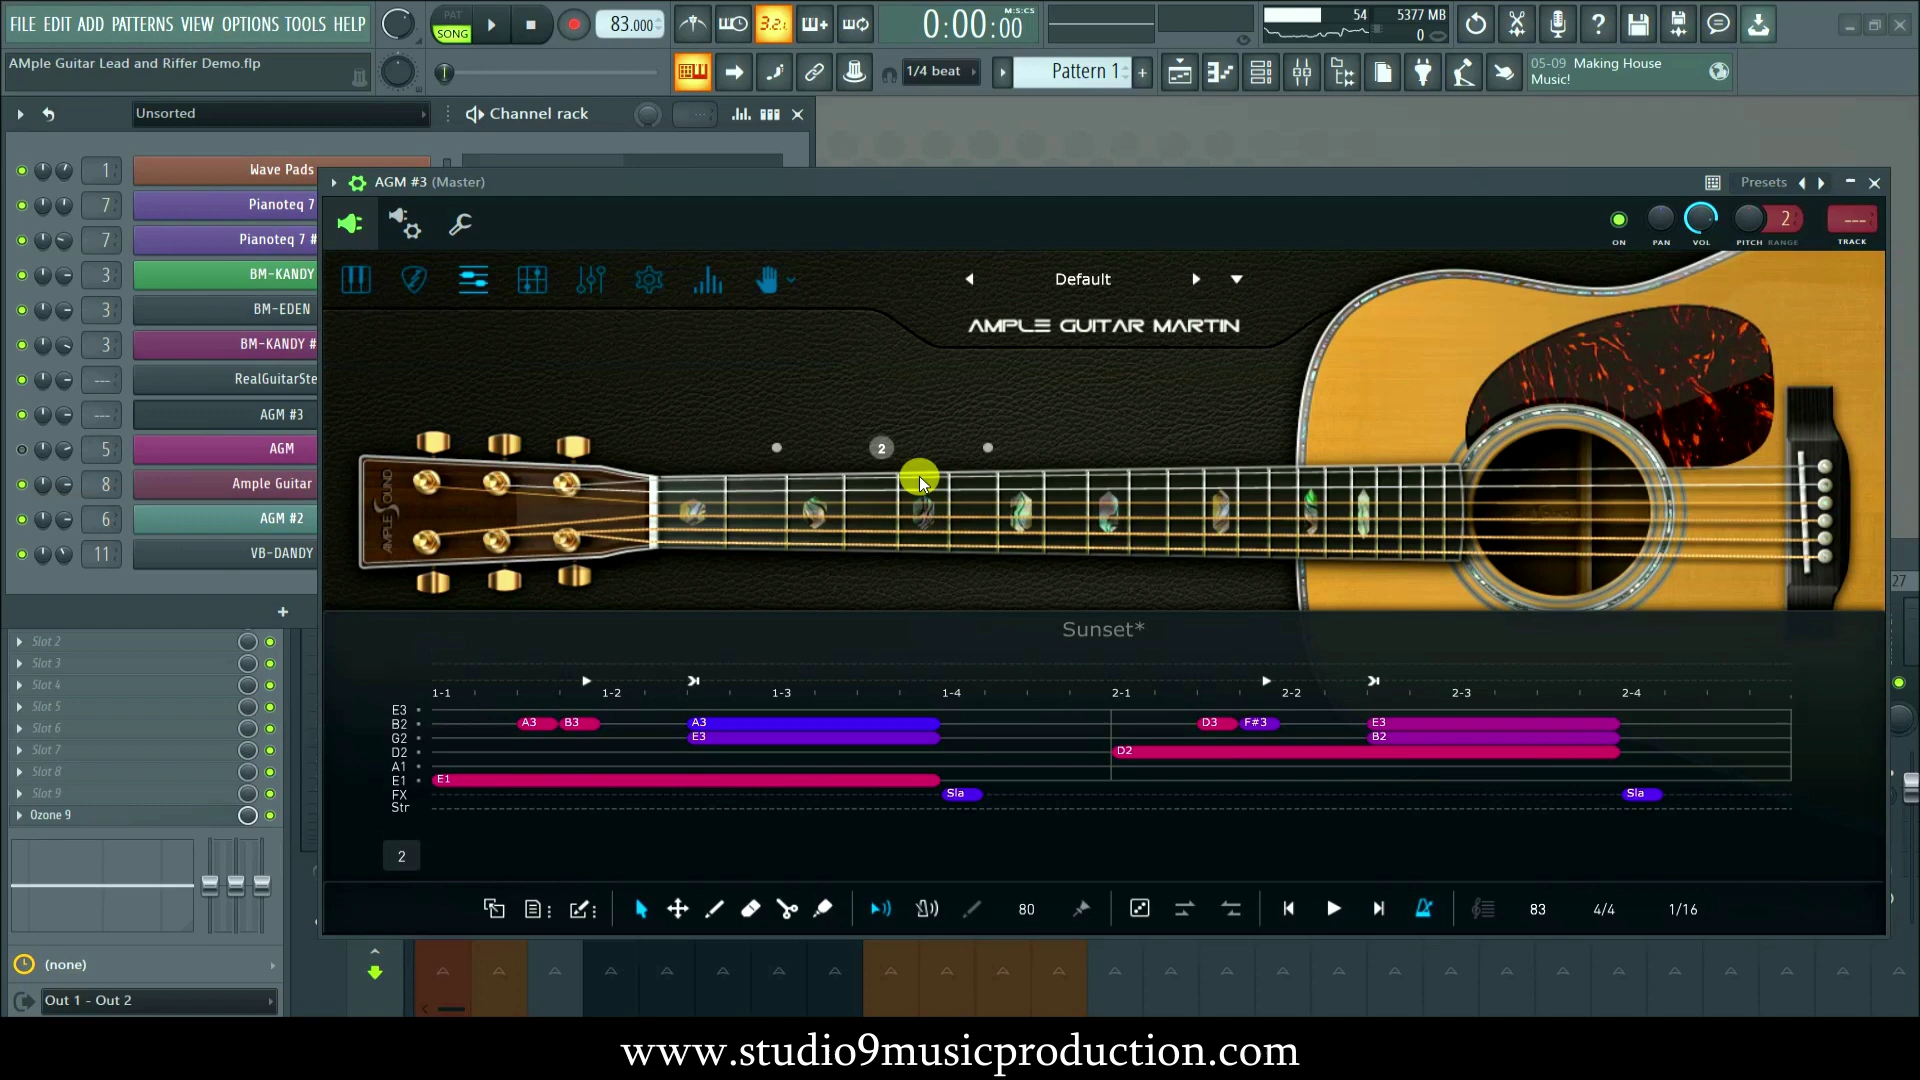 FILE EDIT ADD PATTERNS VIEW OPTIONS TOOLS HELP
PAT
SONG
83.000
3.2.
0:00:00
M:S:CS
54
5377 MB
0
AMple Guitar Lead and Riffer Demo.flp
1/4 beat
Pattern 1
05-09 Making House
Music!
Unsorted
Channel rack
1 Wave Pads
7 Pianoteq 7
7 Pianoteq 7 #
3 BM-KANDY
3 BM-EDEN
3 BM-KANDY #
--- RealGuitarSte
--- AGM #3
5 AGM
8 Ample Guitar
6 AGM #2
11 VB-DANDY
AGM #3 (Master)
Presets
2
---
ON PAN VOL PITCH RANGE TRACK
Default
AMPLE GUITAR MARTIN
2
AMPLE SOUND
27
Slot 2
Slot 3
Slot 4
Slot 5
Slot 6
Slot 7
Slot 8
Slot 9
Ozone 9
(none)
Out 1 - Out 2
Sunset*
1-1 1-2 1-3 1-4 2-1 2-2 2-3 2-4
E3
B2 A3 B3 A3 D3 F#3 E3
G2 E3 B2
D2 D2
A1
E1 E1
FX Sla Sla
Str
2
80 83 4/4 1/16
www.studio9musicproduction.com